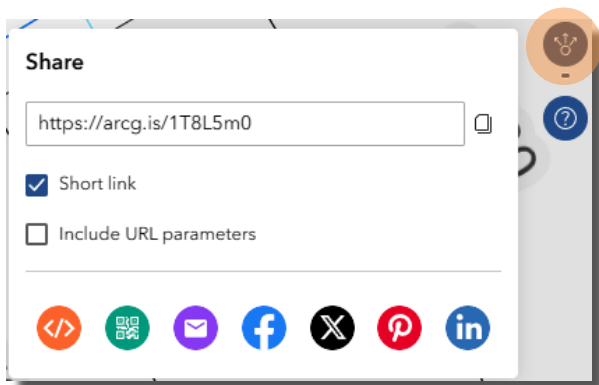 Share
https://arcg.is/1T8L5m0
Short link
Include URL parameters